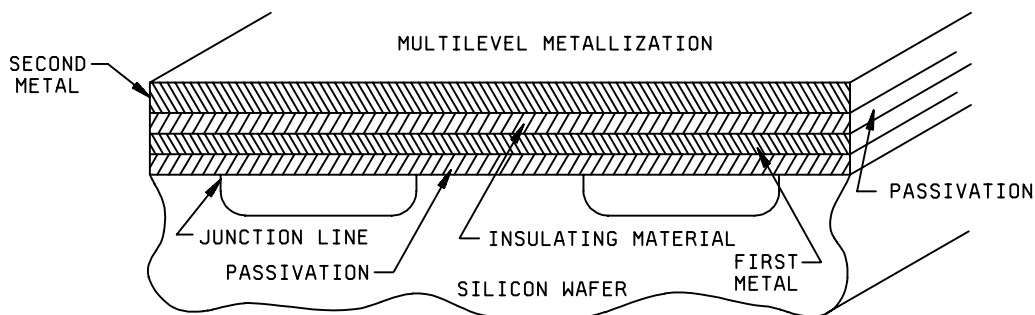 MULTILEVEL METALLIZATION
SECOND
METAL
PASSIVATION
JUNCTION LINE
INSULATING MATERIAL
PASSIVATION
FIRST
METAL
SILICON WAFER